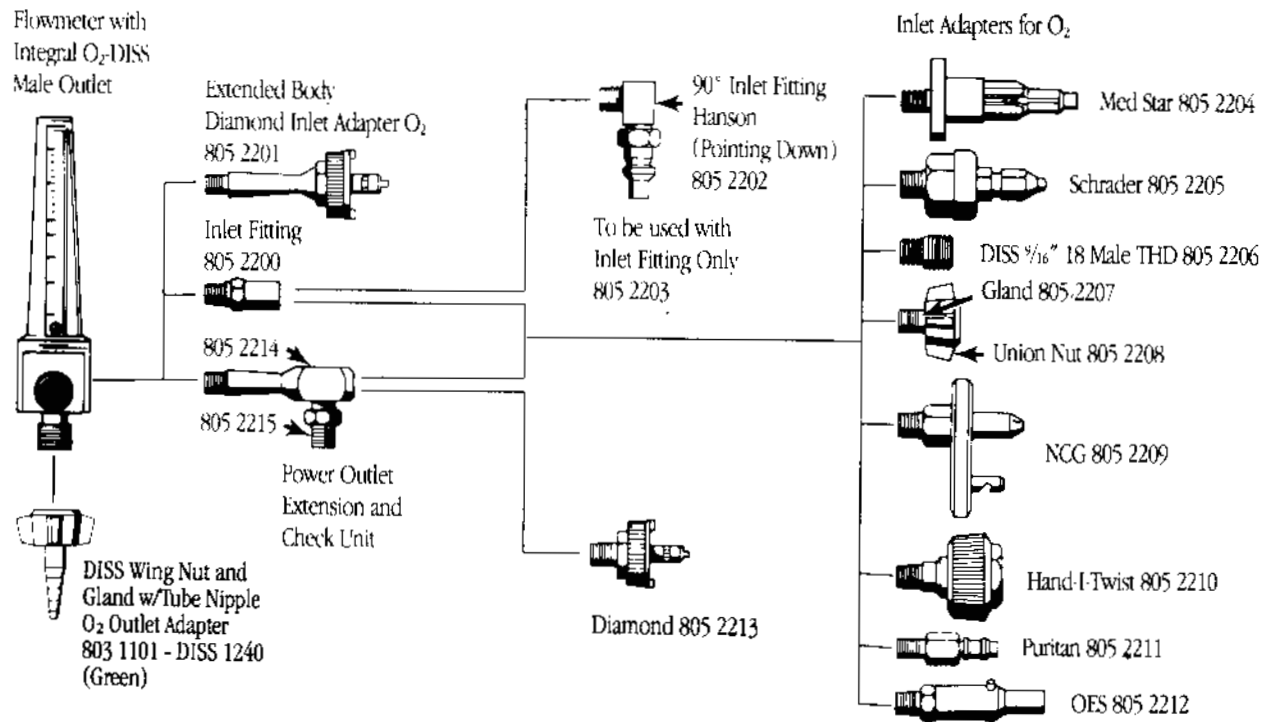 Flowmeter with
Integral O₂-DISS
Male Outlet
Extended Body
Diamond Inlet Adapter O₂
805 2201
Inlet Fitting
805 2200
805 2214
805 2215
Power Outlet
Extension and
Check Unit
DISS Wing Nut and
Gland w/Tube Nipple
O₂ Outlet Adapter
803 1101 - DISS 1240
(Green)
90° Inlet Fitting
Hanson
(Pointing Down)
805 2202
To be used with
Inlet Fitting Only
805 2203
Diamond 805 2213
Inlet Adapters for O₂
Med Star 805 2204
Schrader 805 2205
DISS 9/16" 18 Male THD 805 2206
Gland 805 2207
Union Nut 805 2208
NCG 805 2209
Hand-I-Twist 805 2210
Puritan 805 2211
OES 805 2212